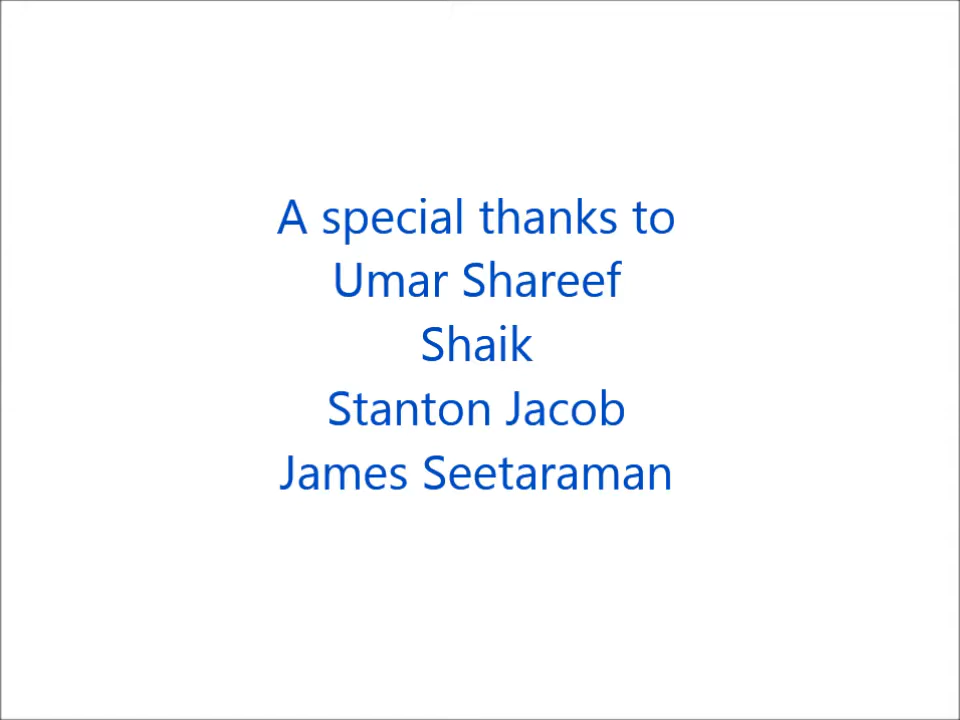 A special thanks to
Umar Shareef
Shaik
Stanton Jacob
James Seetaraman